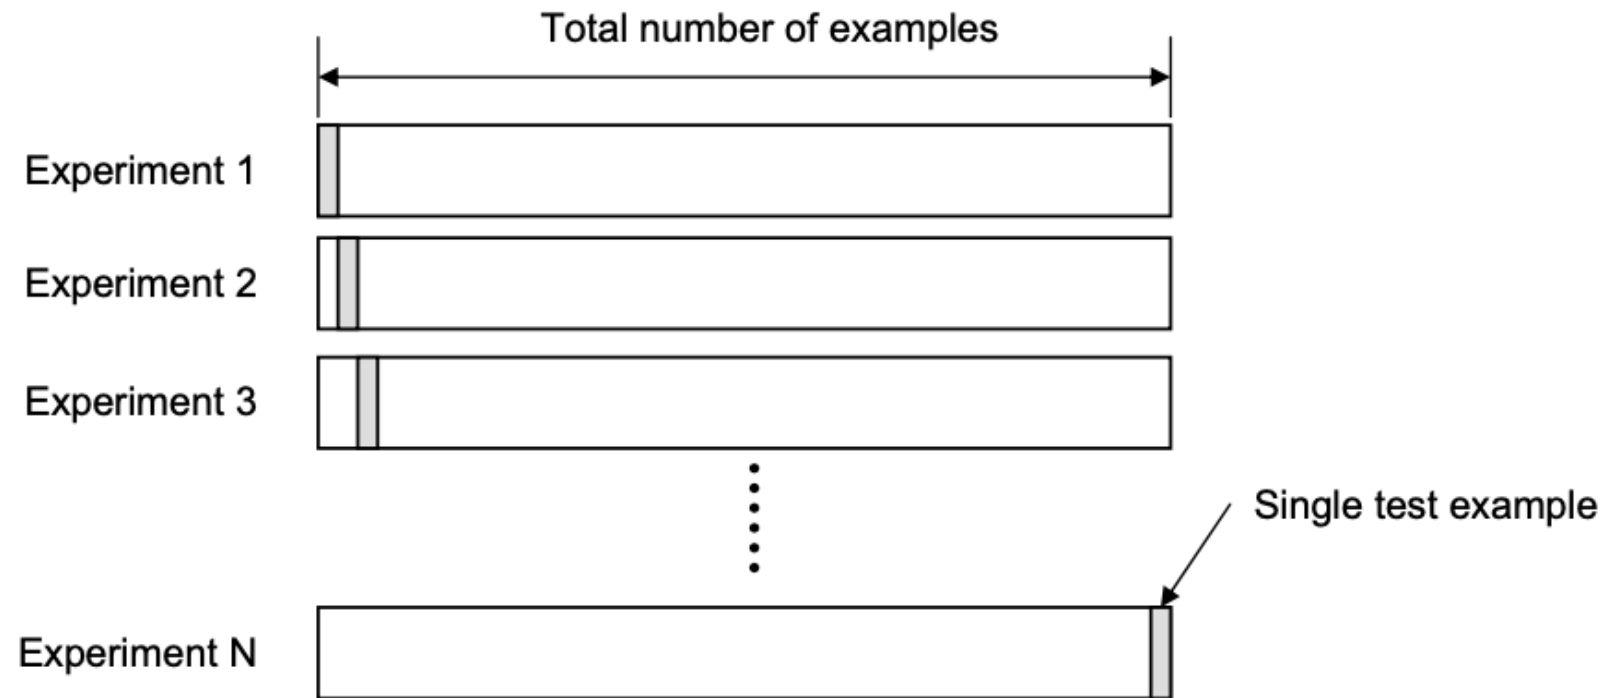 Total number of examples
Experiment 1
Experiment 2
Experiment 3
Single test example
Experiment N